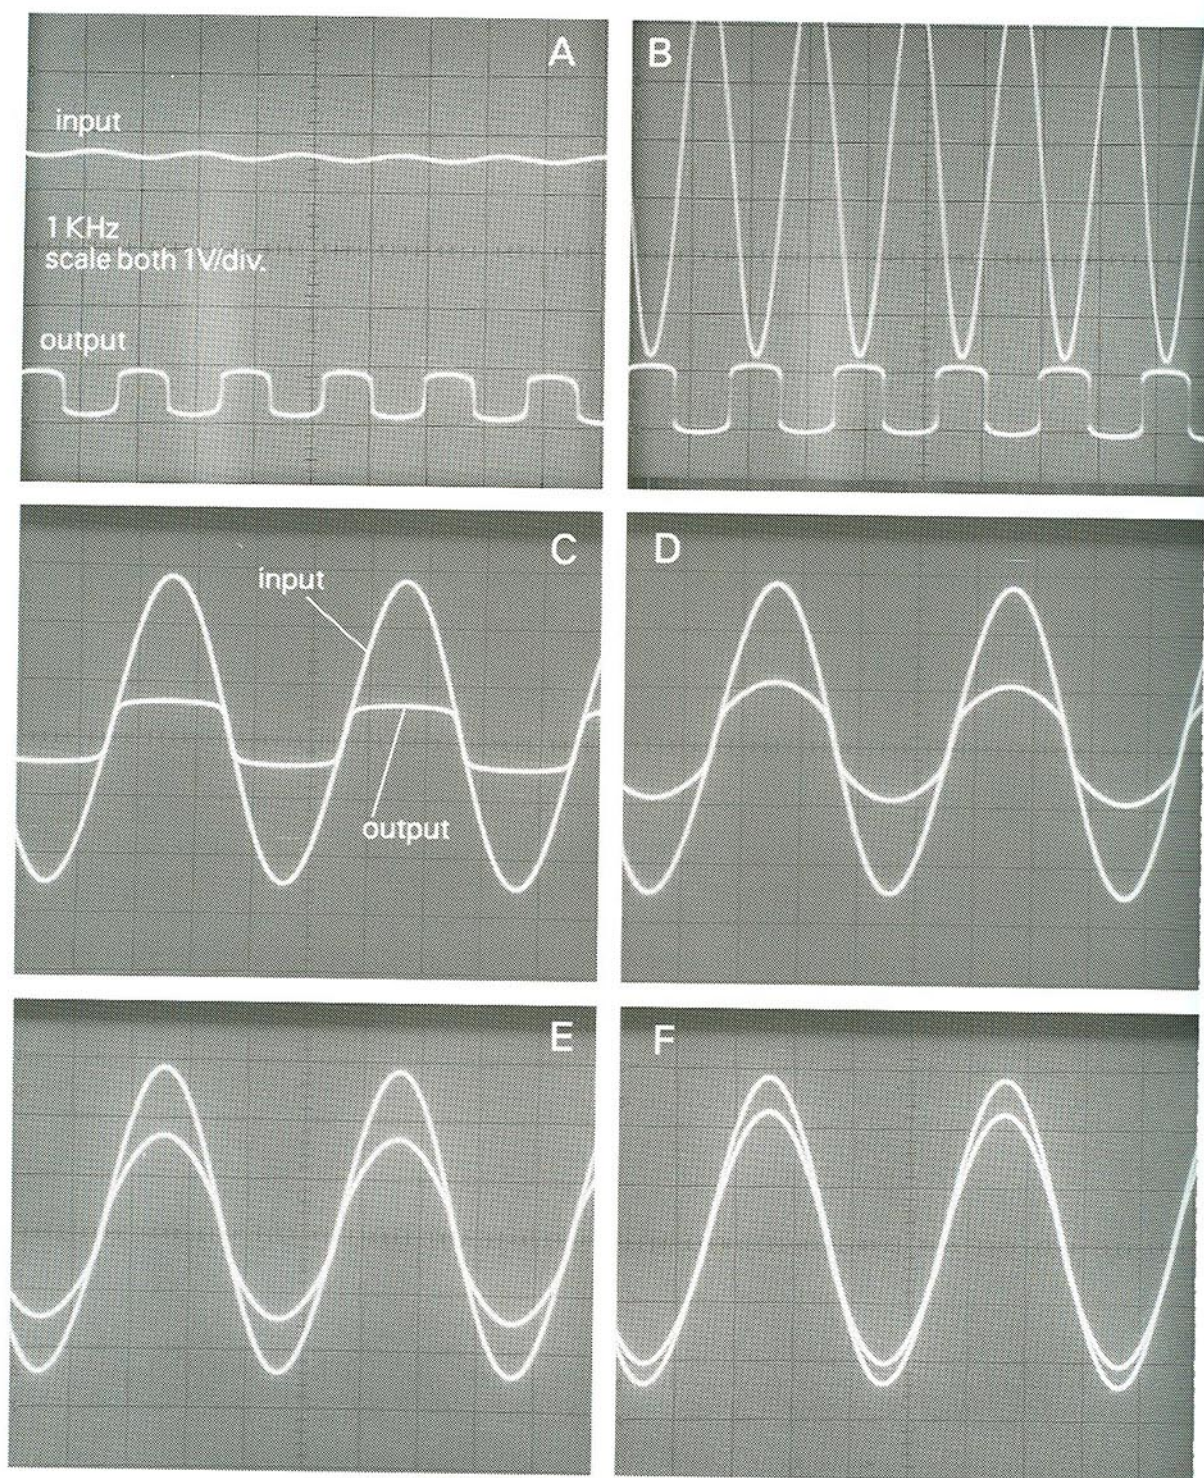 A
input
1 KHz
scale both 1V/div.
output
B
C
input
output
D
E
F